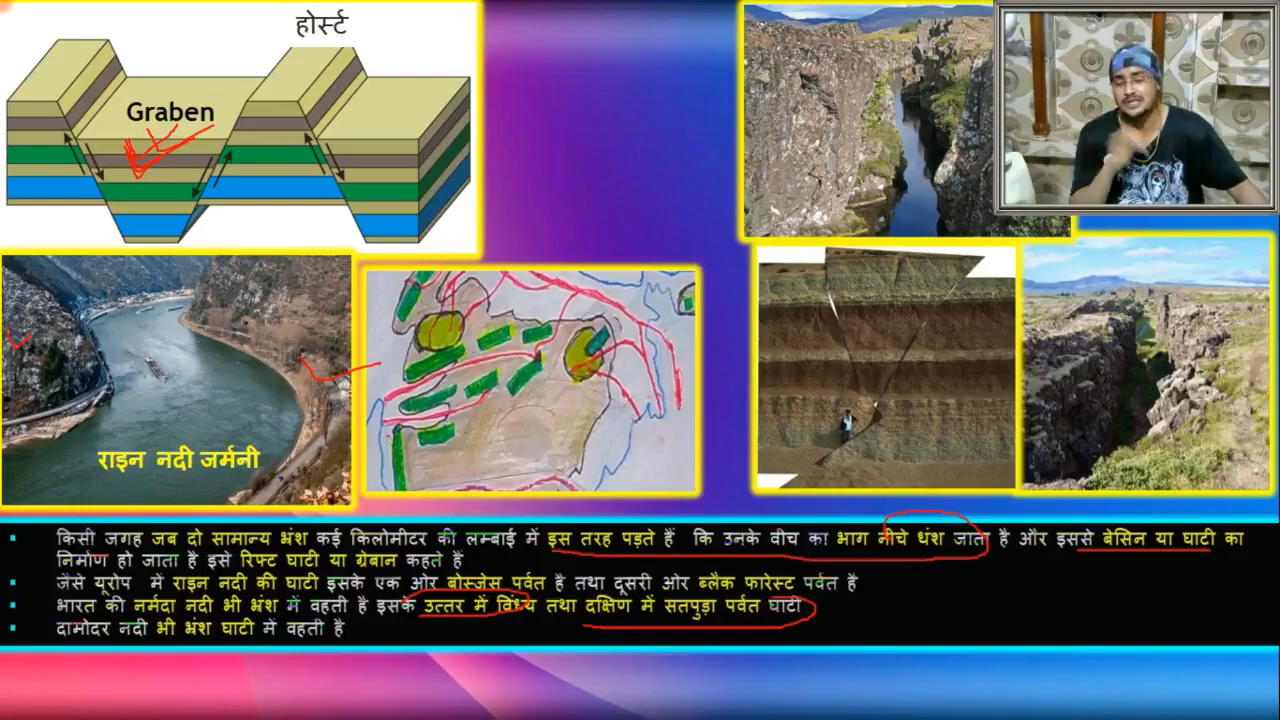 होर्स्ट
Graben
राइन नदी जर्मनी
किसी जगह जब दो सामान्य भ्रंश कई किलोमीटर की लम्बाई में इस तरह पड़ते हैं कि उनके वीच का भाग नीचे धंश जाता है और इससे बेसिन या घाटी का
निर्माण हो जाता है इसे रिफ्ट घाटी या ग्रेबान कहते हैं
जैसे यूरोप में राइन नदी की घाटी इसके एक ओर बोस्जेस पर्वत है तथा दूसरी ओर ब्लैक फारेस्ट पर्वत है
भारत की नर्मदा नदी भी भ्रंश में वहती है इसके उत्तर में विंध्य तथा दक्षिण में सतपुड़ा पर्वत घाटी
दामोदर नदी भी भ्रंश घाटी में वहती है